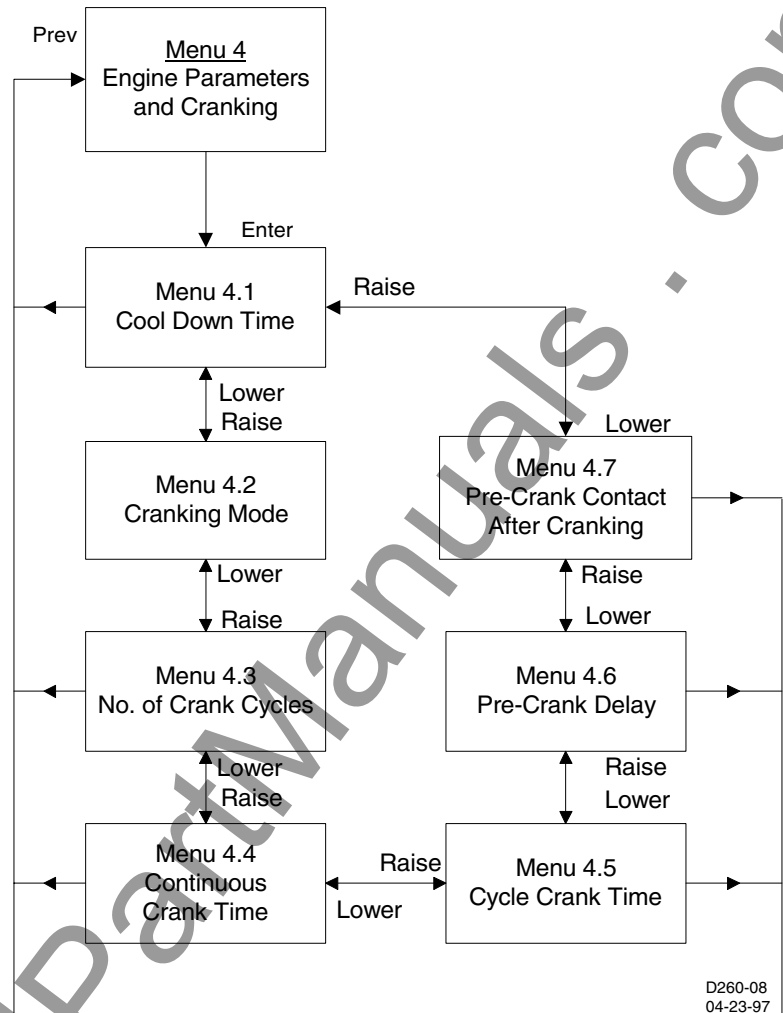 Prev
Menu 4
Engine Parameters
and Cranking
Enter
Menu 4.1
Cool Down Time
Raise
Lower
Raise
Lower
Menu 4.2
Cranking Mode
Menu 4.7
Pre-Crank Contact
After Cranking
Lower
Raise
Raise
Lower
Menu 4.3
No. of Crank Cycles
Menu 4.6
Pre-Crank Delay
Lower
Raise
Raise
Lower
Menu 4.4
Continuous
Crank Time
Raise
Lower
Menu 4.5
Cycle Crank Time
D260-08
04-23-97
PartManuals . co